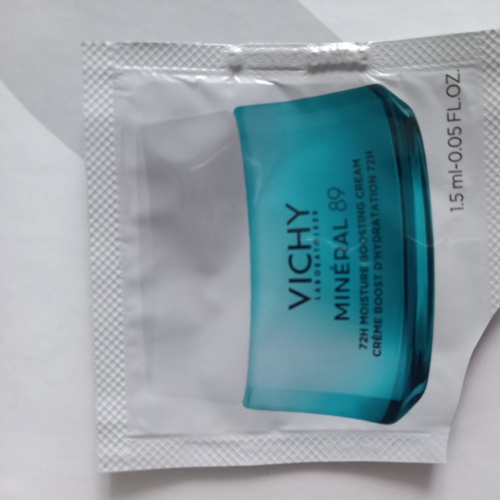 VICHY
LABORATOIRES
MINÉRAL 89
72H MOISTURE BOOSTING CREAM
CRÈME BOOST D'HYDRATATION 72H
1.5 ml-0.05 FL.OZ.